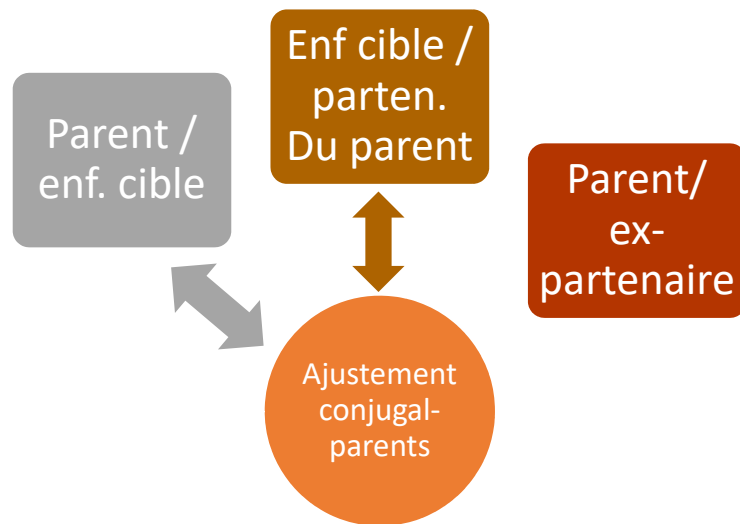 Parent /
enf. cible
Enf cible /
parten.
Du parent
Parent/
ex-
partenaire
Ajustement
conjugal-
parents